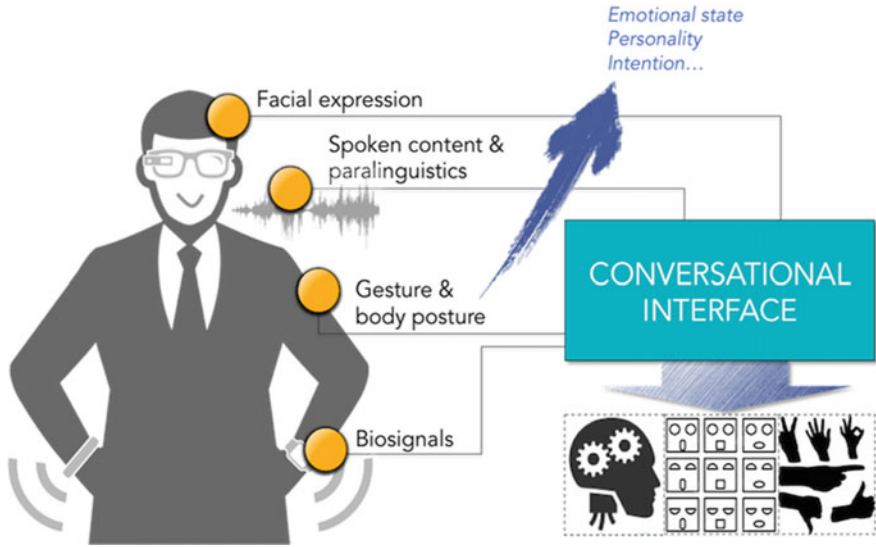 Emotional state
Personality
Intention...
Facial expression
Spoken content &
paralinguistics
Gesture &
body posture
Biosignals
CONVERSATIONAL
INTERFACE